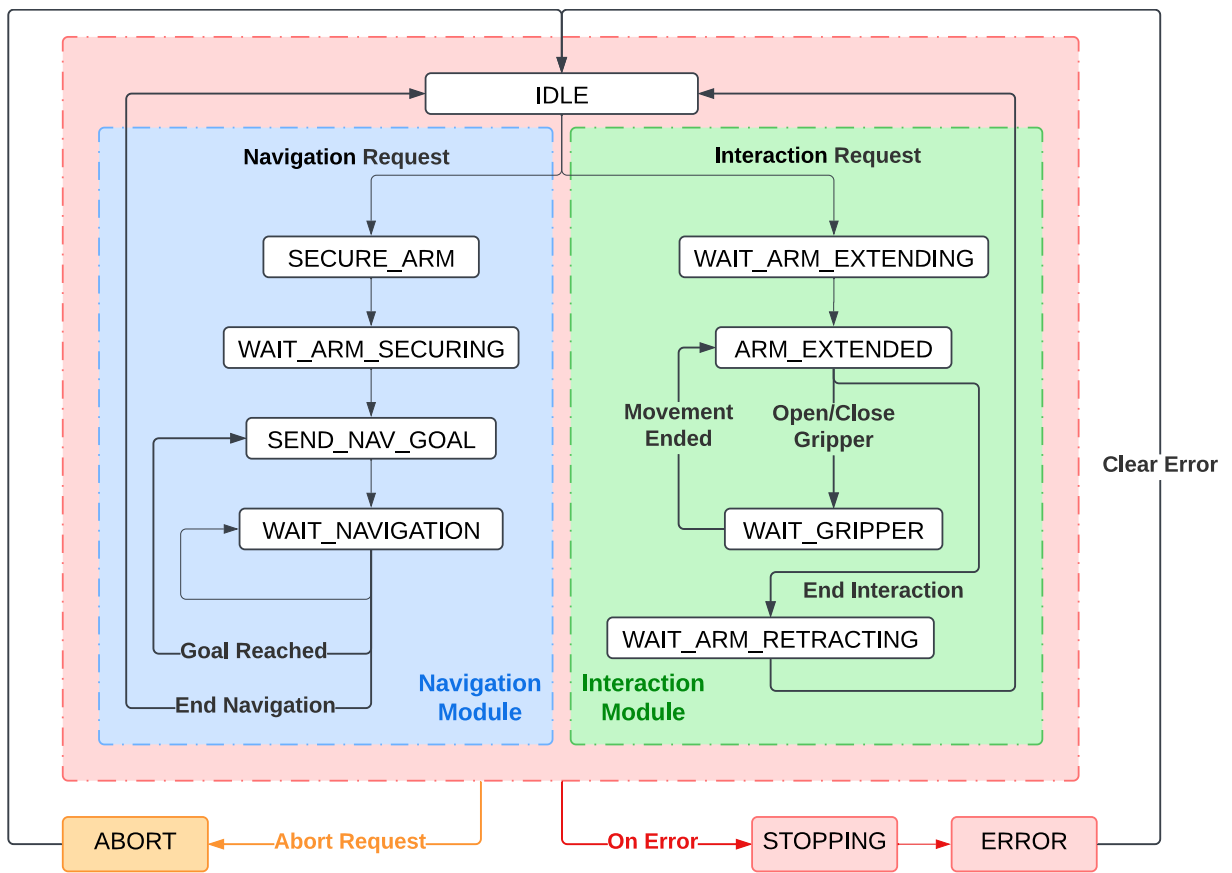 IDLE
Navigation Request
Interaction Request
SECURE_ARM
WAIT_ARM_EXTENDING
WAIT_ARM_SECURING
ARM_EXTENDED
Movement
Ended
Open/Close
Gripper
SEND_NAV_GOAL
Clear Error
WAIT_NAVIGATION
WAIT_GRIPPER
End Interaction
WAIT_ARM_RETRACTING
Goal Reached
End Navigation
Navigation
Module
Interaction
Module
ABORT
Abort Request
On Error
STOPPING
ERROR